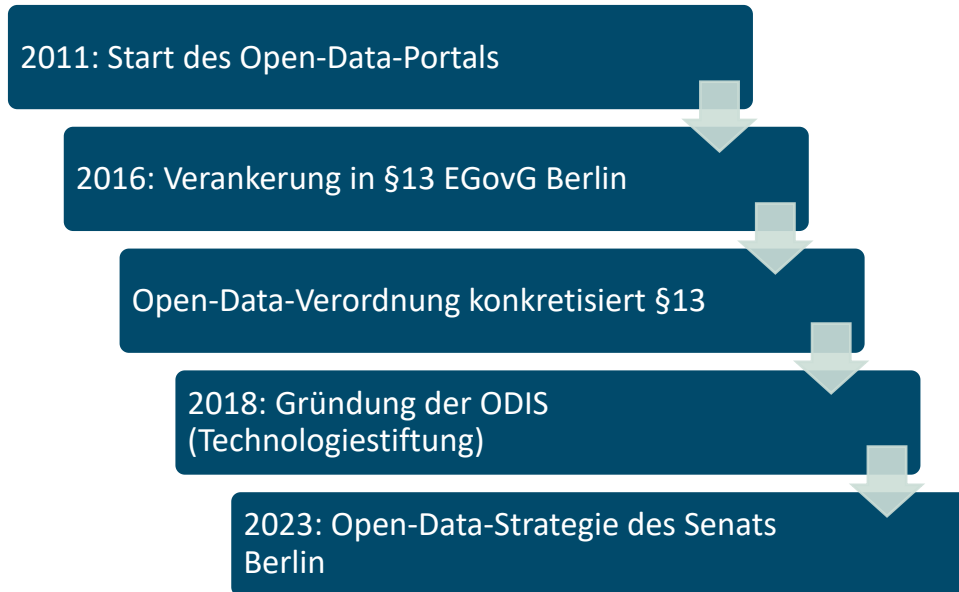 2011: Start des Open-Data-Portals
2016: Verankerung in §13 EGovG Berlin
Open-Data-Verordnung konkretisiert §13
2018: Gründung der ODIS
(Technologiestiftung)
2023: Open-Data-Strategie des Senats
Berlin